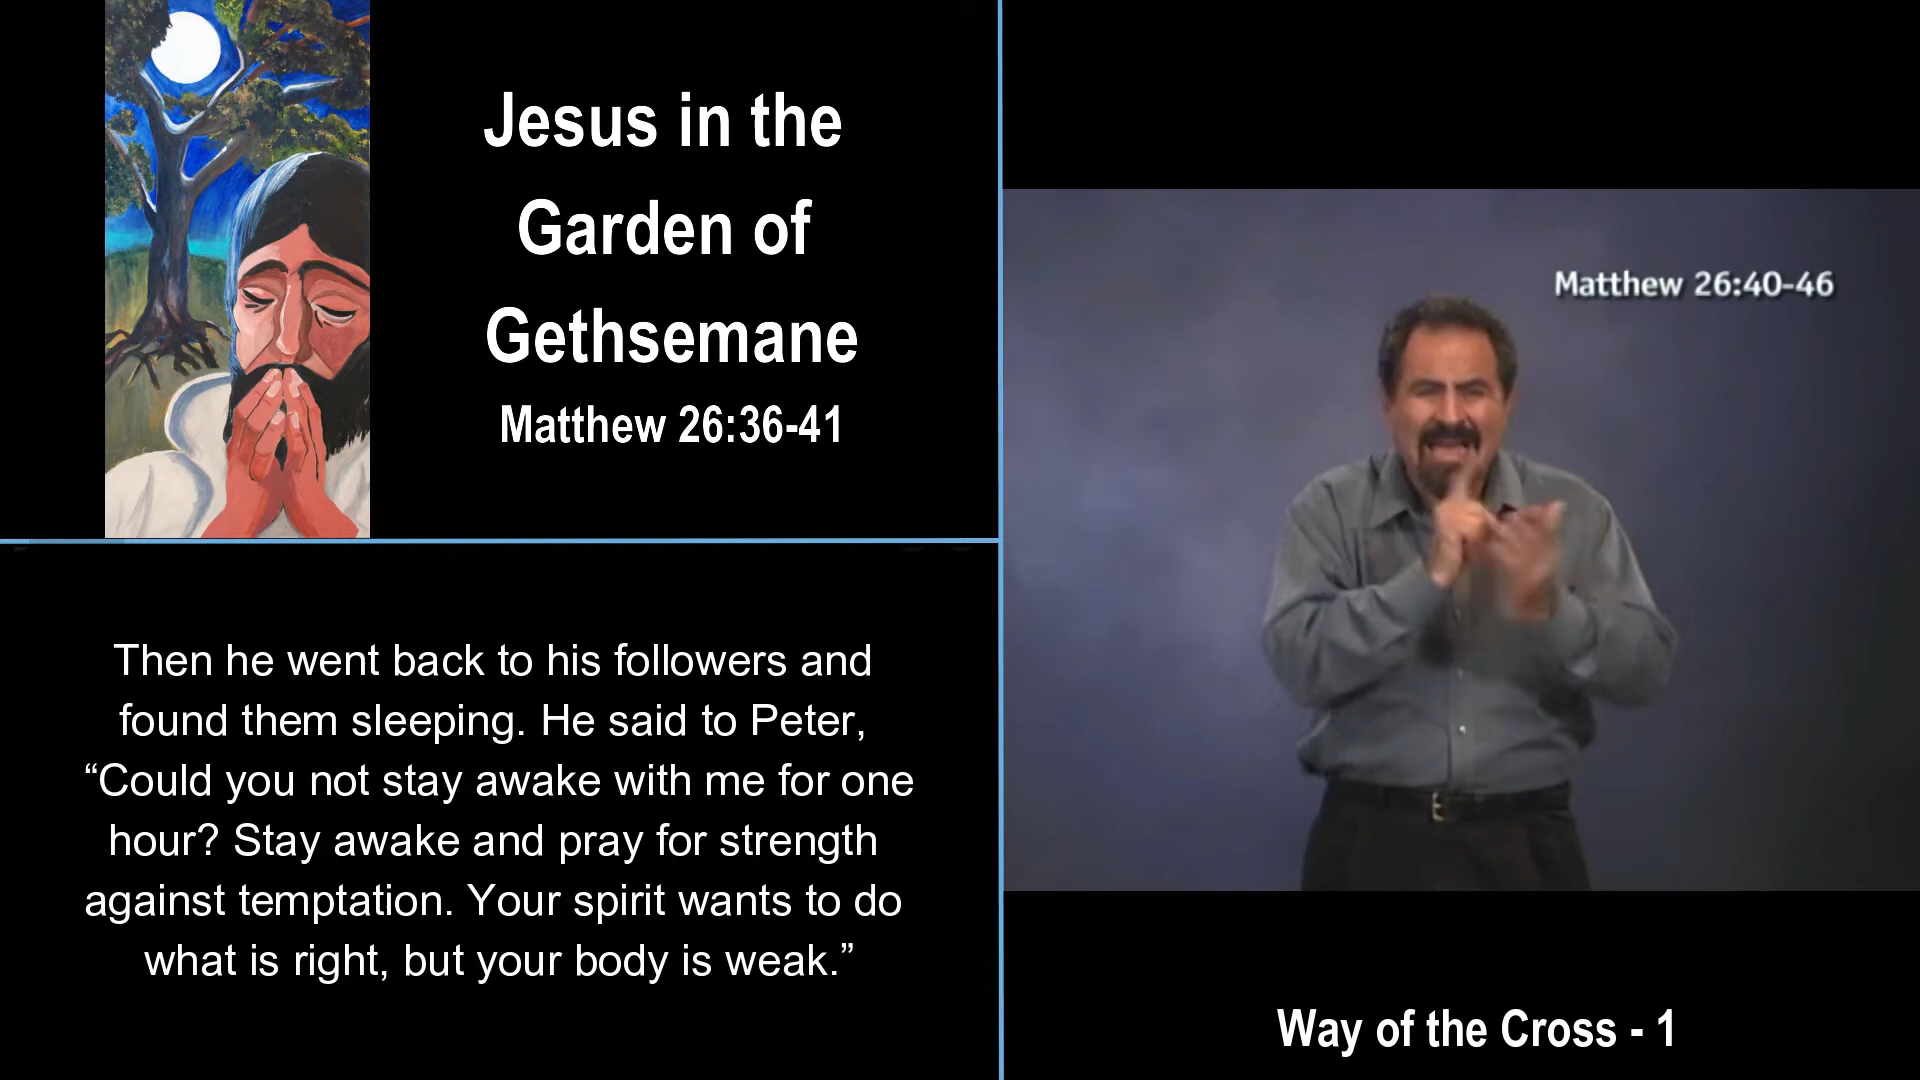 Jesus in the
Garden of
Gethsemane
Matthew 26:36-41
Then he went back to his followers and
found them sleeping. He said to Peter,
“Could you not stay awake with me for one
hour? Stay awake and pray for strength
against temptation. Your spirit wants to do
what is right, but your body is weak.”
Matthew 26:40-46
Way of the Cross - 1